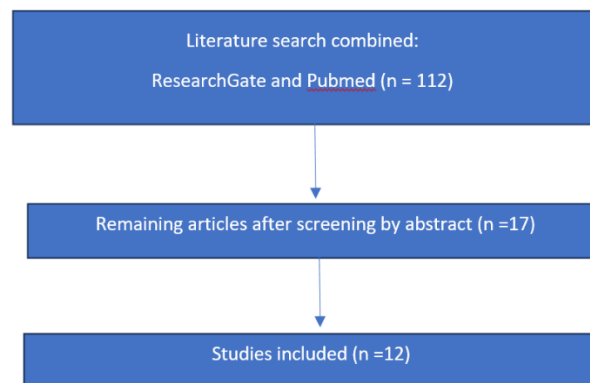 Literature search combined:
ResearchGate and Pubmed (n = 112)
Remaining articles after screening by abstract (n =17)
Studies included (n =12)